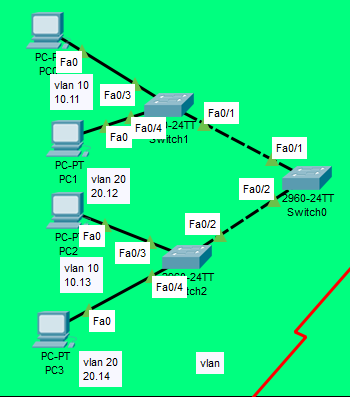 PC-PT
PC0
Fa0
vlan 10
10.11
Fa0/3
Fa0/1
Fa0/4
-24TT
Switch1
Fa0
PC-PT
PC1
vlan 20
20.12
Fa0/1
Fa0/2
2960-24TT
Switch0
Fa0/2
PC-PT
PC2
Fa0
Fa0/3
vlan 10
10.13
-24TT
tch2
Fa0/4
Fa0
PC-PT
PC3
vlan 20
20.14
vlan